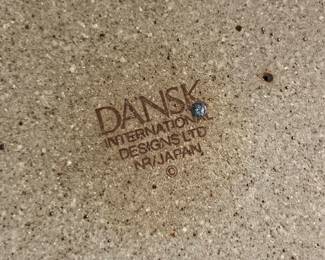 DANSK
INTERNATIONAL
DESIGNS LTD
NR/JAPAN
©